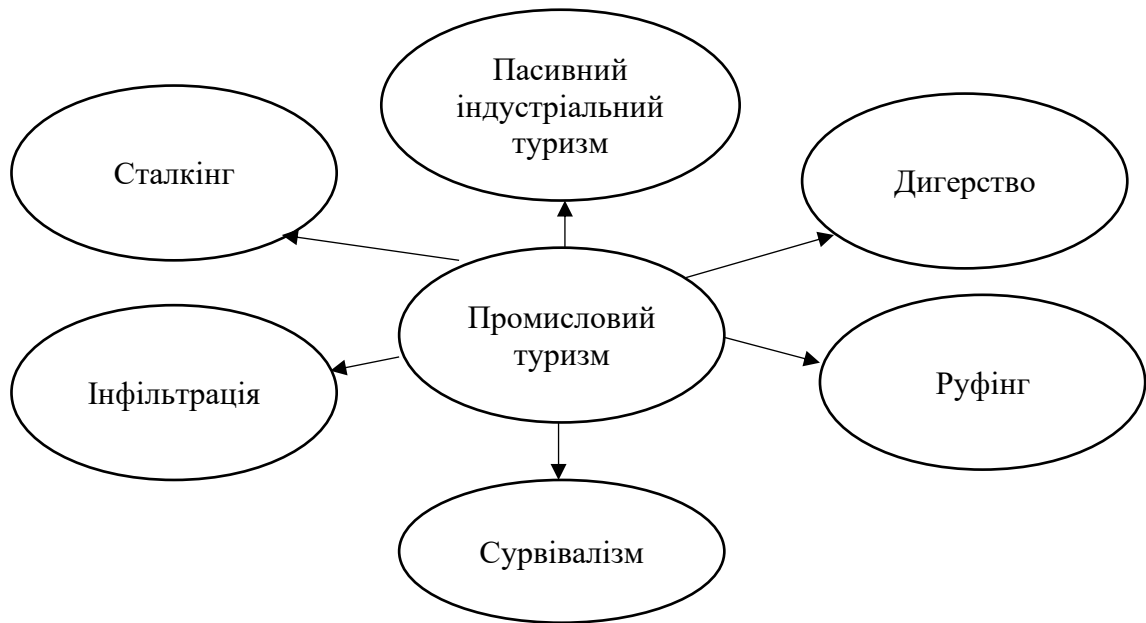 Пасивний
індустріальний
туризм
Сталкінг
Дигерство
Промисловий
туризм
Інфільтрація
Руфінг
Сурвівалізм